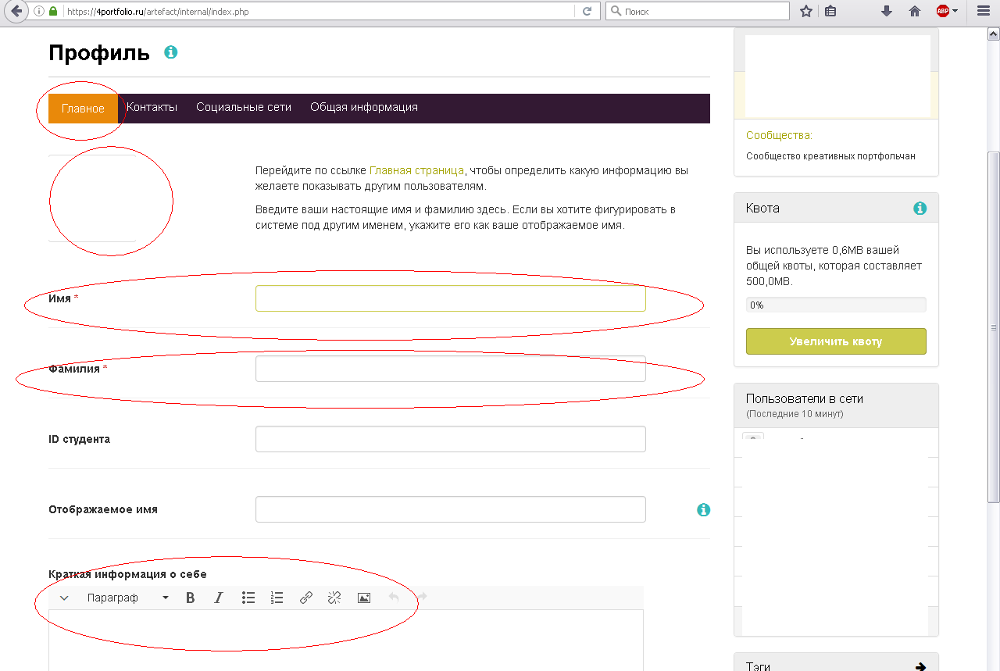 https://4portfolio.ru/artefact/internal/index.php
Поиск
ABP
Профиль
Главное
Контакты
Социальные сети
Общая информация
Перейдите по ссылке Главная страница, чтобы определить какую информацию вы
желаете показывать другим пользователям.
Введите ваши настоящие имя и фамилию здесь. Если вы хотите фигурировать в
системе под другим именем, укажите его как ваше отображаемое имя.
Имя *
Фамилия *
ID студента
Отображаемое имя
Краткая информация о себе
Параграф
B I
Сообщества:
Сообщество креативных портфольчан
Квота
Вы используете 0,6MB вашей
общей квоты, которая составляет
500,0MB.
0%
Увеличить квоту
Пользователи в сети
(Последние 10 минут)
Тэги